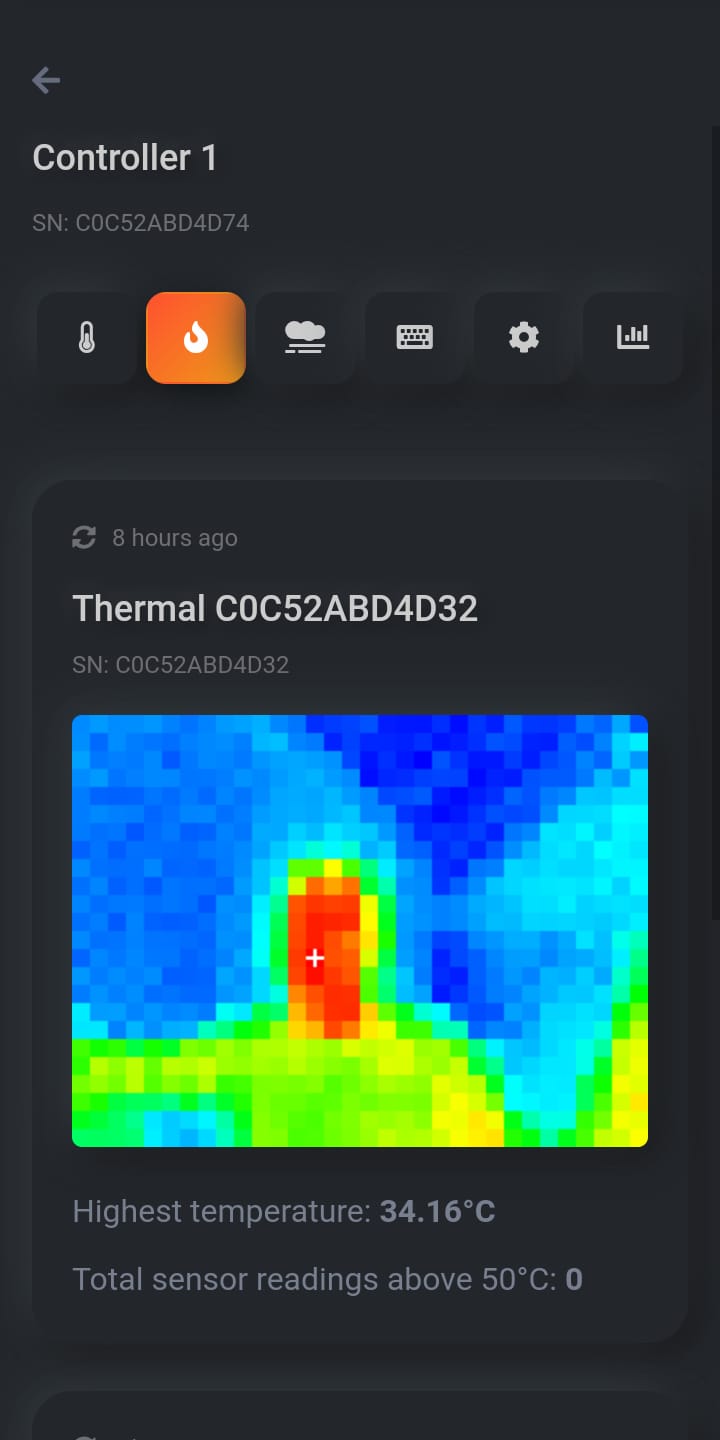 Controller 1
SN: C0C52ABD4D74
8 hours ago
Thermal C0C52ABD4D32
SN: C0C52ABD4D32
Highest temperature: 34.16°C
Total sensor readings above 50°C: 0